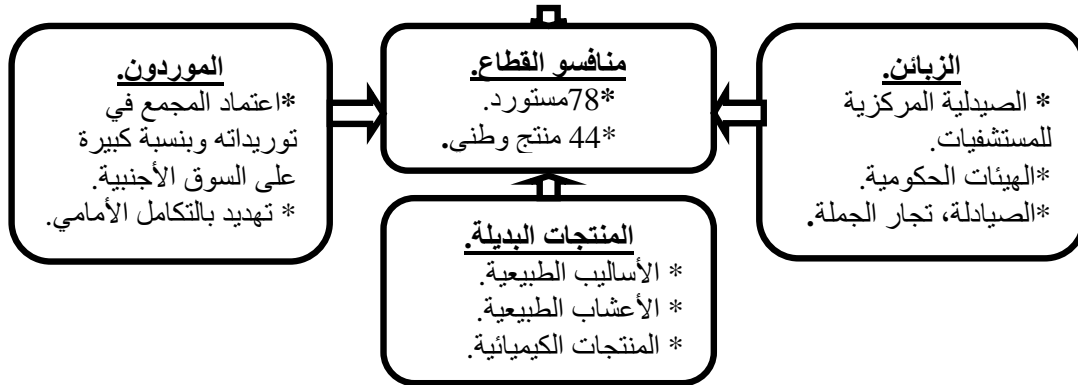 الزبائن.
* الصيدلية المركزية
للمستشفيات.
*الهيئات الحكومية.
*الصيادلة، تجار الجملة.
منافسو القطاع.
*78مستورد.
*44 منتج وطني.
الموردون.
*اعتماد المجمع في
توريداته وبنسبة كبيرة
على السوق الأجنبية.
* تهديد بالتكامل الأمامي.
المنتجات البديلة.
* الأساليب الطبيعية.
* الأعشاب الطبيعية.
* المنتجات الكيميائية.